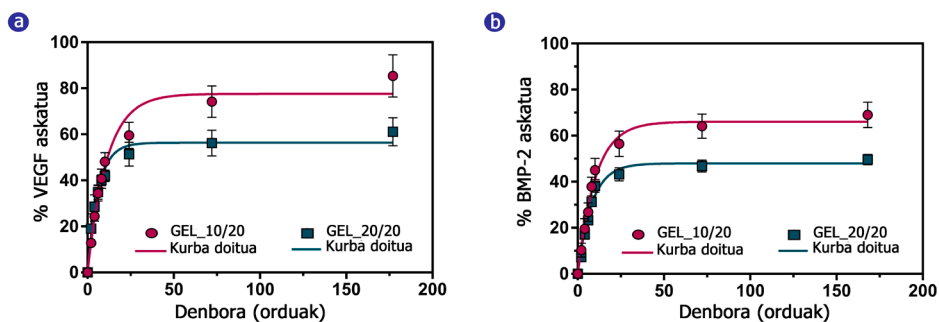 a
% VEGF askatua
100
80
60
40
20
0
GEL_10/20
GEL_20/20
Kurba doitua
Kurba doitua
0
50
100
150
200
Denbora (orduak)
b
% BMP-2 askatua
100
80
60
40
20
0
GEL_10/20
GEL_20/20
Kurba doitua
Kurba doitua
0
50
100
150
200
Denbora (orduak)